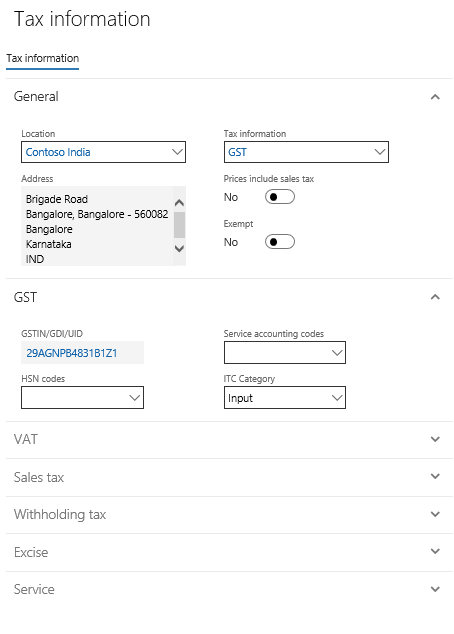 Tax information
Tax information
General
Location
Contoso India
Tax information
GST
Address
Brigade Road
Bangalore, Bangalore - 560082
Bangalore
Karnataka
IND
Prices include sales tax
No
Exempt
No
GST
GSTIN/GDI/UID
29AGNPB4831B1Z1
Service accounting codes
HSN codes
ITC Category
Input
VAT
Sales tax
Withholding tax
Excise
Service